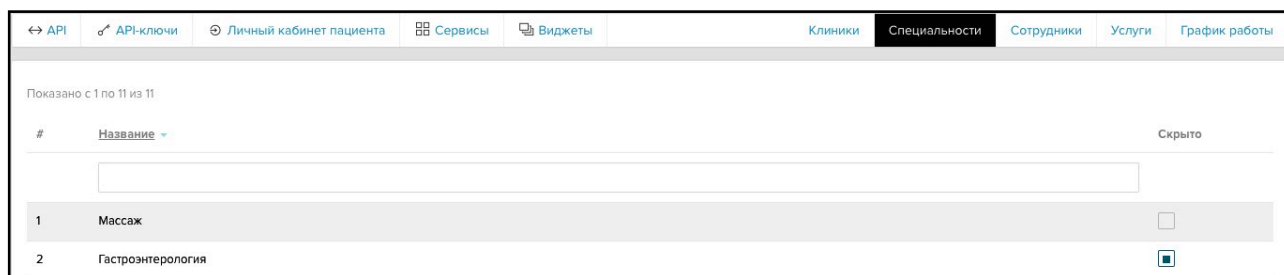 API API-ключи Личный кабинет пациента Сервисы Виджеты Клиники Специальности Сотрудники Услуги График работы
Показано с 1 по 11 из 11
# Название Скрыто
1 Массаж
2 Гастроэнтерология